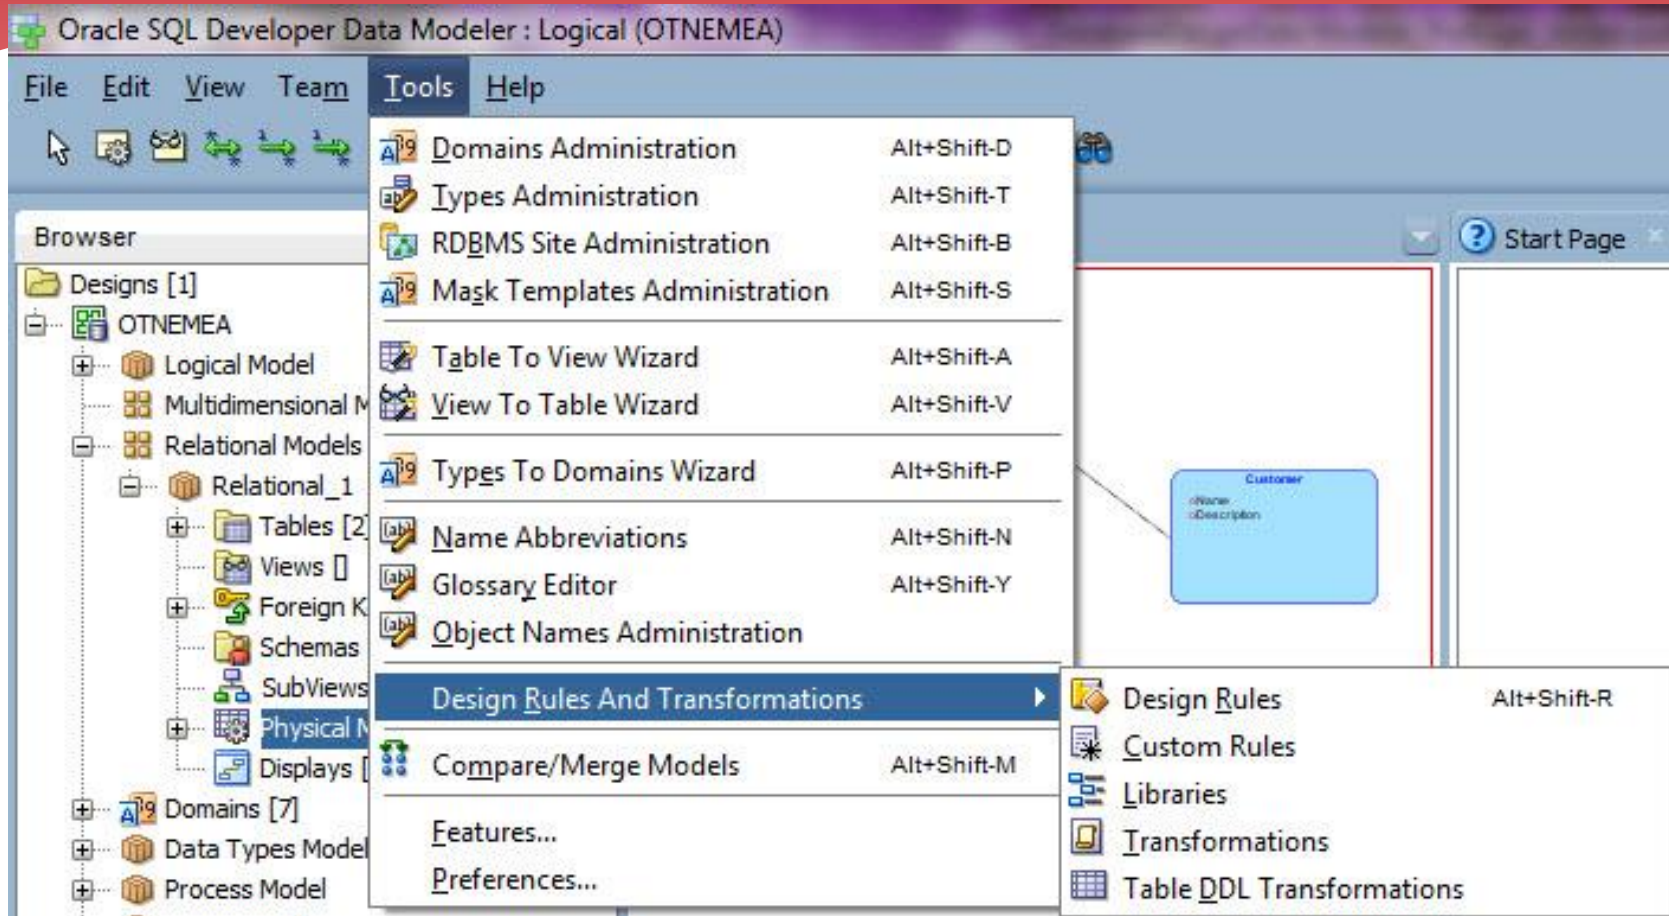 Oracle SQL Developer Data Modeler : Logical (OTNEMEA)
File Edit View Team Tools Help
Domains Administration Alt+Shift-D
Types Administration Alt+Shift-T
RDBMS Site Administration Alt+Shift-B
Mask Templates Administration Alt+Shift-S
Table To View Wizard Alt+Shift-A
View To Table Wizard Alt+Shift-V
Types To Domains Wizard Alt+Shift-P
Name Abbreviations Alt+Shift-N
Glossary Editor Alt+Shift-Y
Object Names Administration
Design Rules And Transformations
Compare/Merge Models Alt+Shift-M
Features...
Preferences...
Design Rules Alt+Shift-R
Custom Rules
Libraries
Transformations
Table DDL Transformations
Browser
Designs [1]
OTNEMEA
Logical Model
Multidimensional M
Relational Models
Relational_1
Tables [2]
Views []
Foreign K
Schemas
SubViews
Physical M
Displays [
Domains [7]
Data Types Model
Process Model
Start Page
Customer
Name
Description